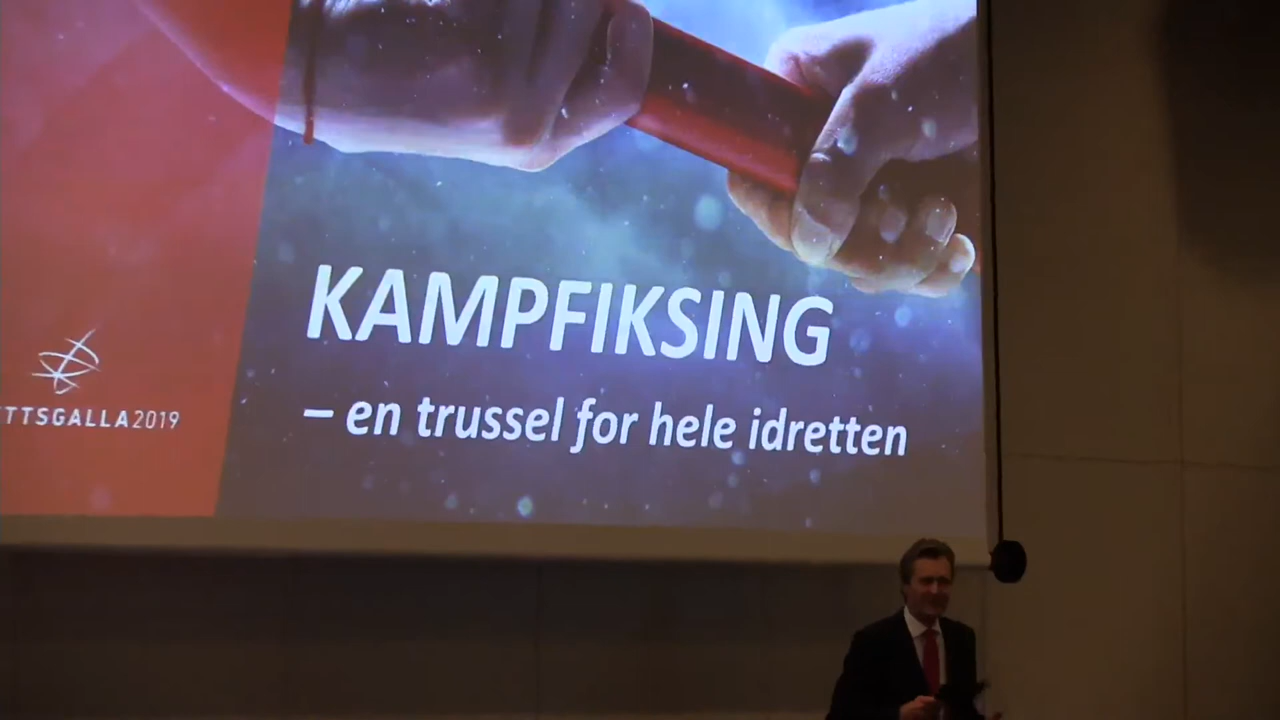 KAMPFIKSING
– en trussel for hele idretten
TTSGALLA2019